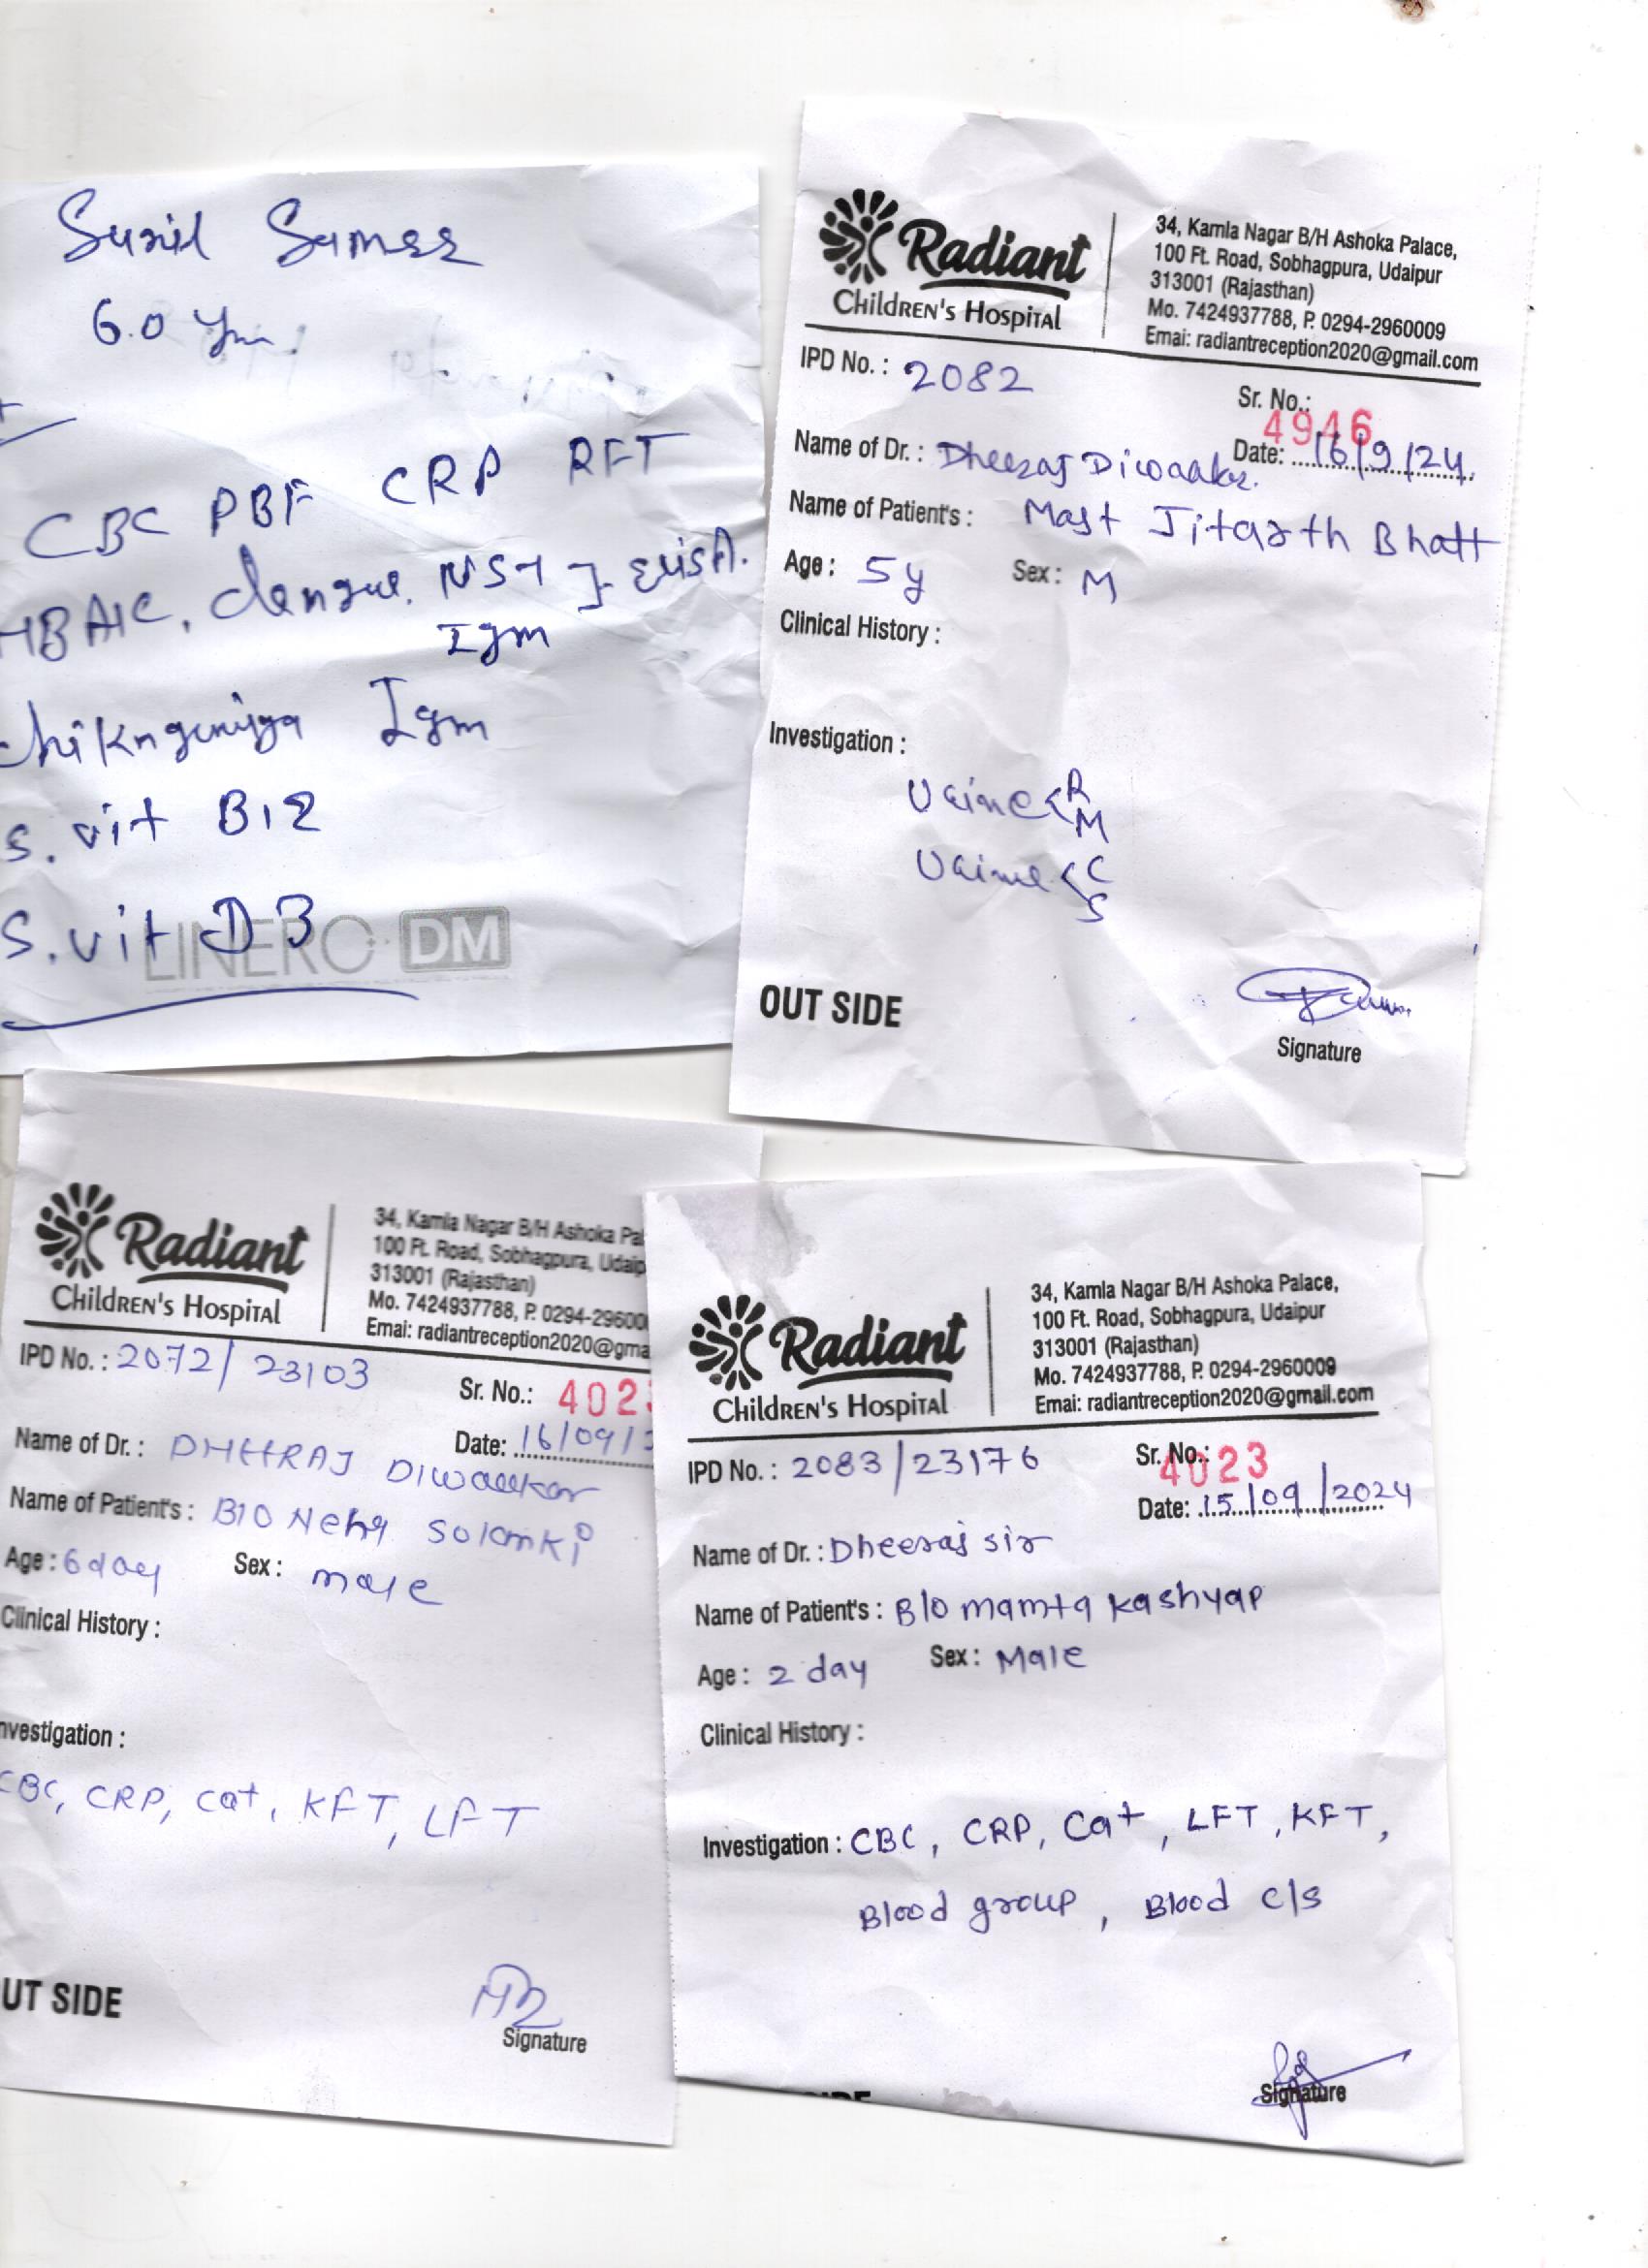 Sunil
6.0 Yrs.
CBC PBF CRP RFT
HBA1C, dengue. NS1 } Elisa.
Igm
chiknguniya Igm
S. vit B12
S. vit D3
LINERO DM
Radiant
Children's Hospital
34, Kamla Nagar B/H Ashoka Palace,
100 Ft. Road, Sobhagpura, Udaipur
313001 (Rajasthan)
Mo. 7424937788, P. 0294-2960009
Emai: radiantreception2020@gmail.com
IPD No. : 2082
Sr. No.: 4946
Name of Dr. : Dheeraj Diwaakr. Date: 16/9/24
Name of Patient's : Mast Jitarth Bhatt
Age : 5y Sex : M
Clinical History :
Investigation :
Urine < R
M
Urine < C
S
OUT SIDE
Signature
Radiant
Children's Hospital
34, Kamla Nagar B/H Ashoka Pal
100 Ft. Road, Sobhagpura, Udaip
313001 (Rajasthan)
Mo. 7424937788, P. 0294-29600
Emai: radiantreception2020@gma
IPD No. : 2072/ 23103
Sr. No.: 402
Name of Dr. : DHEERAJ Diwaakar Date: 16/09/2
Name of Patient's : B/O Neha Solanki
Age : 6 day Sex : male
Clinical History :
nvestigation :
CBC, CRP, Cat, KFT, LFT
UT SIDE
Signature
Radiant
Children's Hospital
34, Kamla Nagar B/H Ashoka Palace,
100 Ft. Road, Sobhagpura, Udaipur
313001 (Rajasthan)
Mo. 7424937788, P. 0294-2960009
Emai: radiantreception2020@gmail.com
IPD No. : 2083/23176 Sr. No.: 4023
Date: 15/09/2024
Name of Dr. : Dheeraj sir
Name of Patient's : B/o mamta kashyap
Age : 2 day Sex : Male
Clinical History :
Investigation : CBC, CRP, Cat, LFT, KFT,
Blood group, Blood c/s
Signature